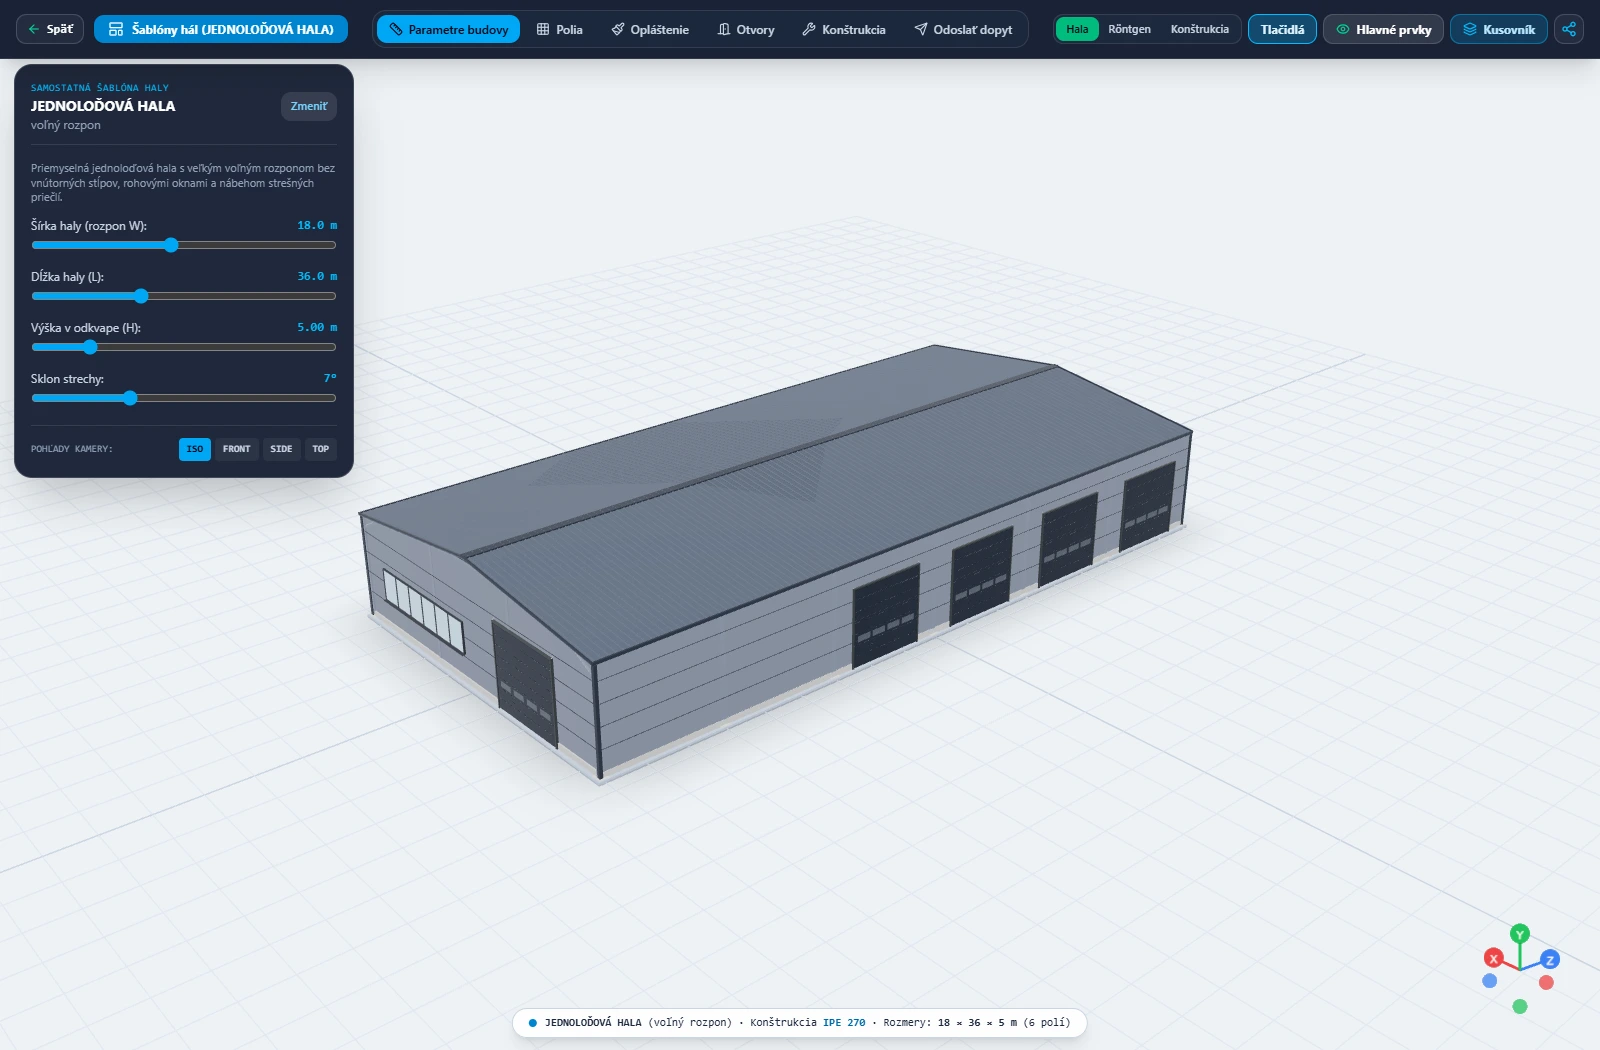 Späť
Šablóny hál (JEDNOLOĎOVÁ HALA)
Parametre budovy
Polia
Opláštenie
Otvory
Konštrukcia
Odoslať dopyt
Hala
Röntgen
Konštrukcia
Tlačidlá
Hlavné prvky
Kusovník
SAMOSTATNÁ ŠABLÓNA HALY
JEDNOLOĎOVÁ HALA
Zmeniť
voľný rozpon
Priemyselná jednoloďová hala s veľkým voľným rozponom bez
vnútorných stĺpov, rohovými oknami a nábehom strešných
priečlí.
Šírka haly (rozpon W): 18.0 m
Dĺžka haly (L): 36.0 m
Výška v odkvape (H): 5.00 m
Sklon strechy: 7°
POHĽADY KAMERY: ISO FRONT SIDE TOP
Y
X
Z
JEDNOLOĎOVÁ HALA (voľný rozpon) · Konštrukcia IPE 270 · Rozmery: 18 × 36 × 5 m (6 polí)